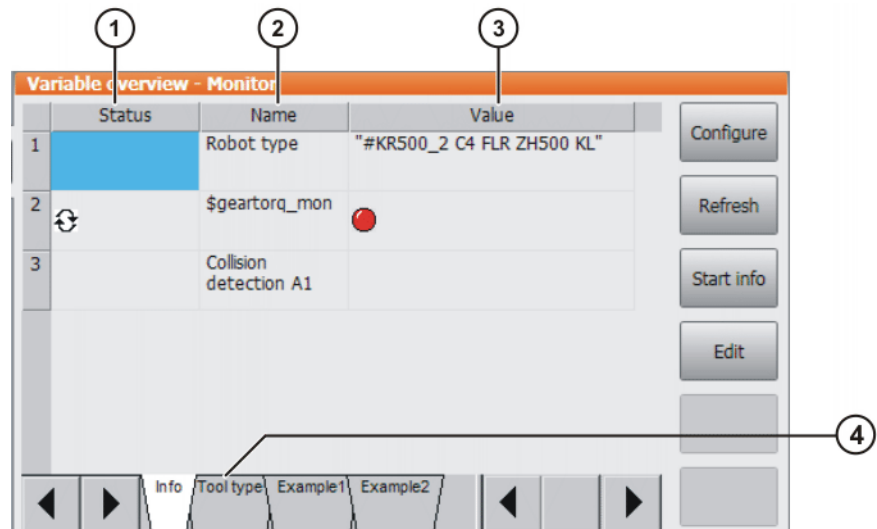 1 2 3
Variable overview - Monitor
Status Name Value
1 Robot type "#KR500_2 C4 FLR ZH500 KL"
2 $geartorq_mon
3 Collision
detection A1
Configure
Refresh
Start info
Edit
4
Info Tool type Example1 Example2